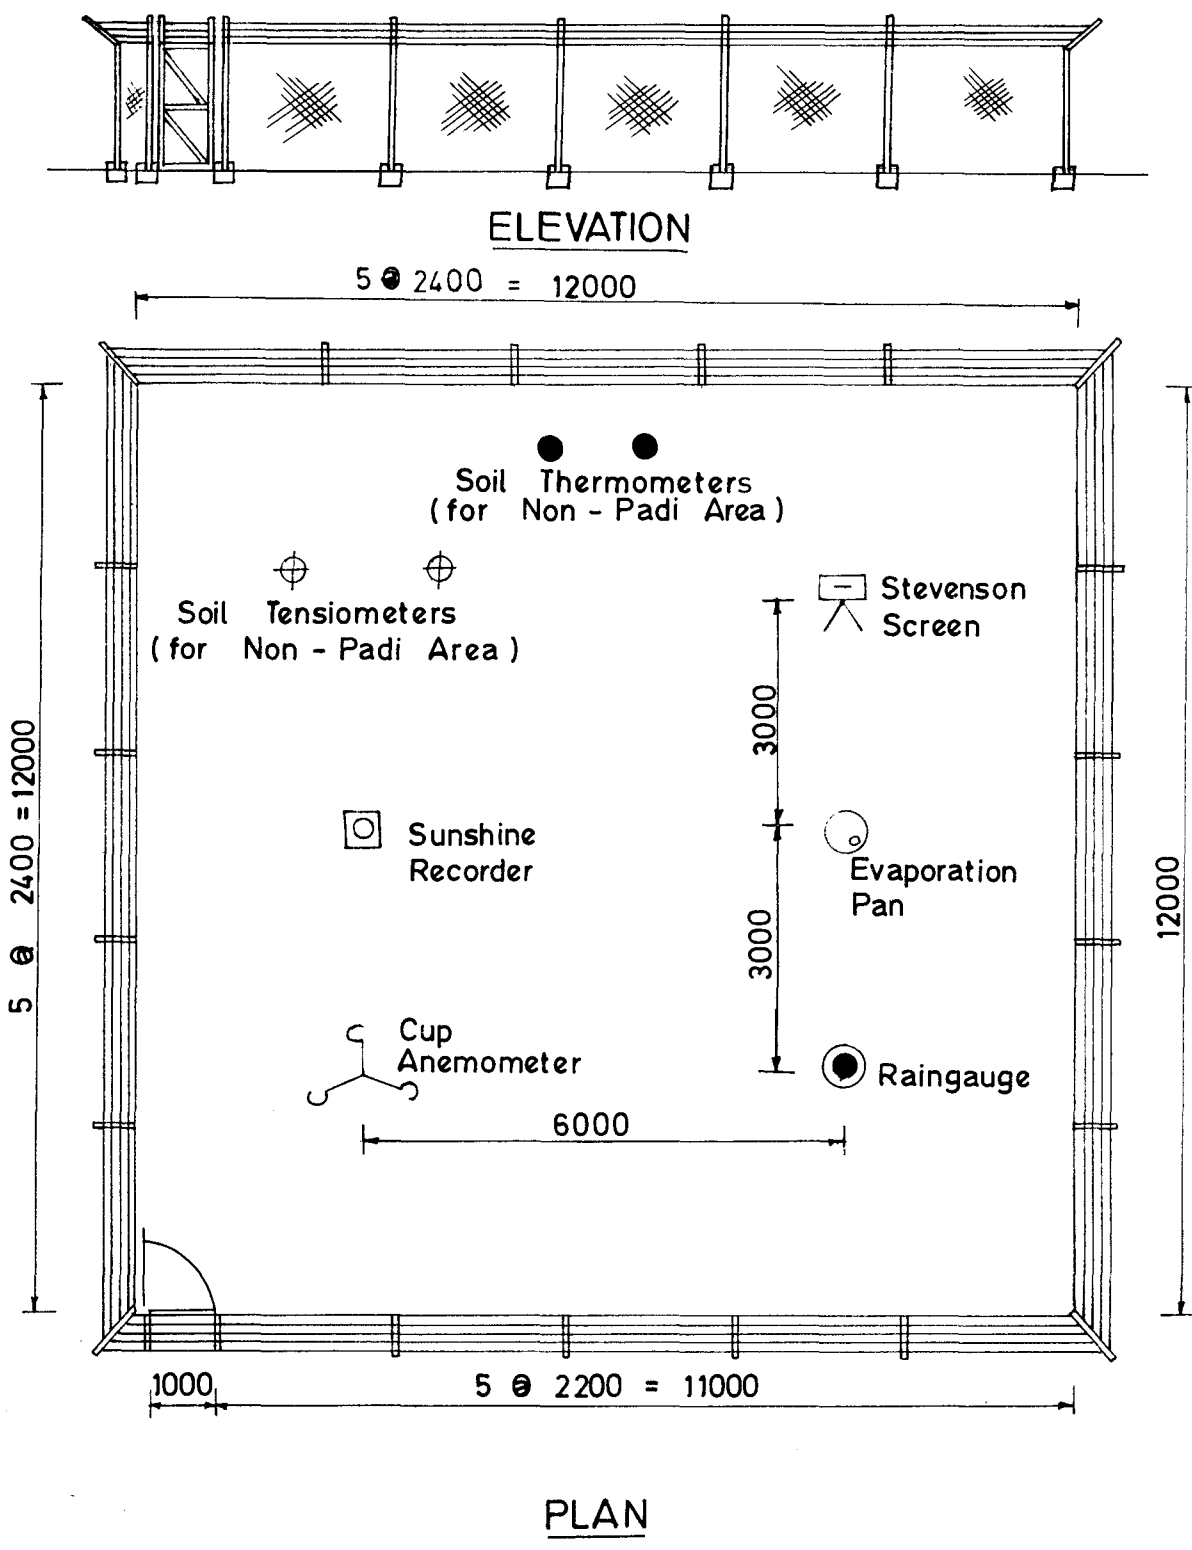 ELEVATION
5 @ 2400 = 12000
Soil Thermometers
(for Non - Padi Area)
Soil Tensiometers
(for Non - Padi Area)
Stevenson
Screen
3000
5 @ 2400 = 12000
Sunshine
Recorder
Evaporation
Pan
12000
3000
Cup
Anemometer
Raingauge
6000
1000
5 @ 2200 = 11000
PLAN